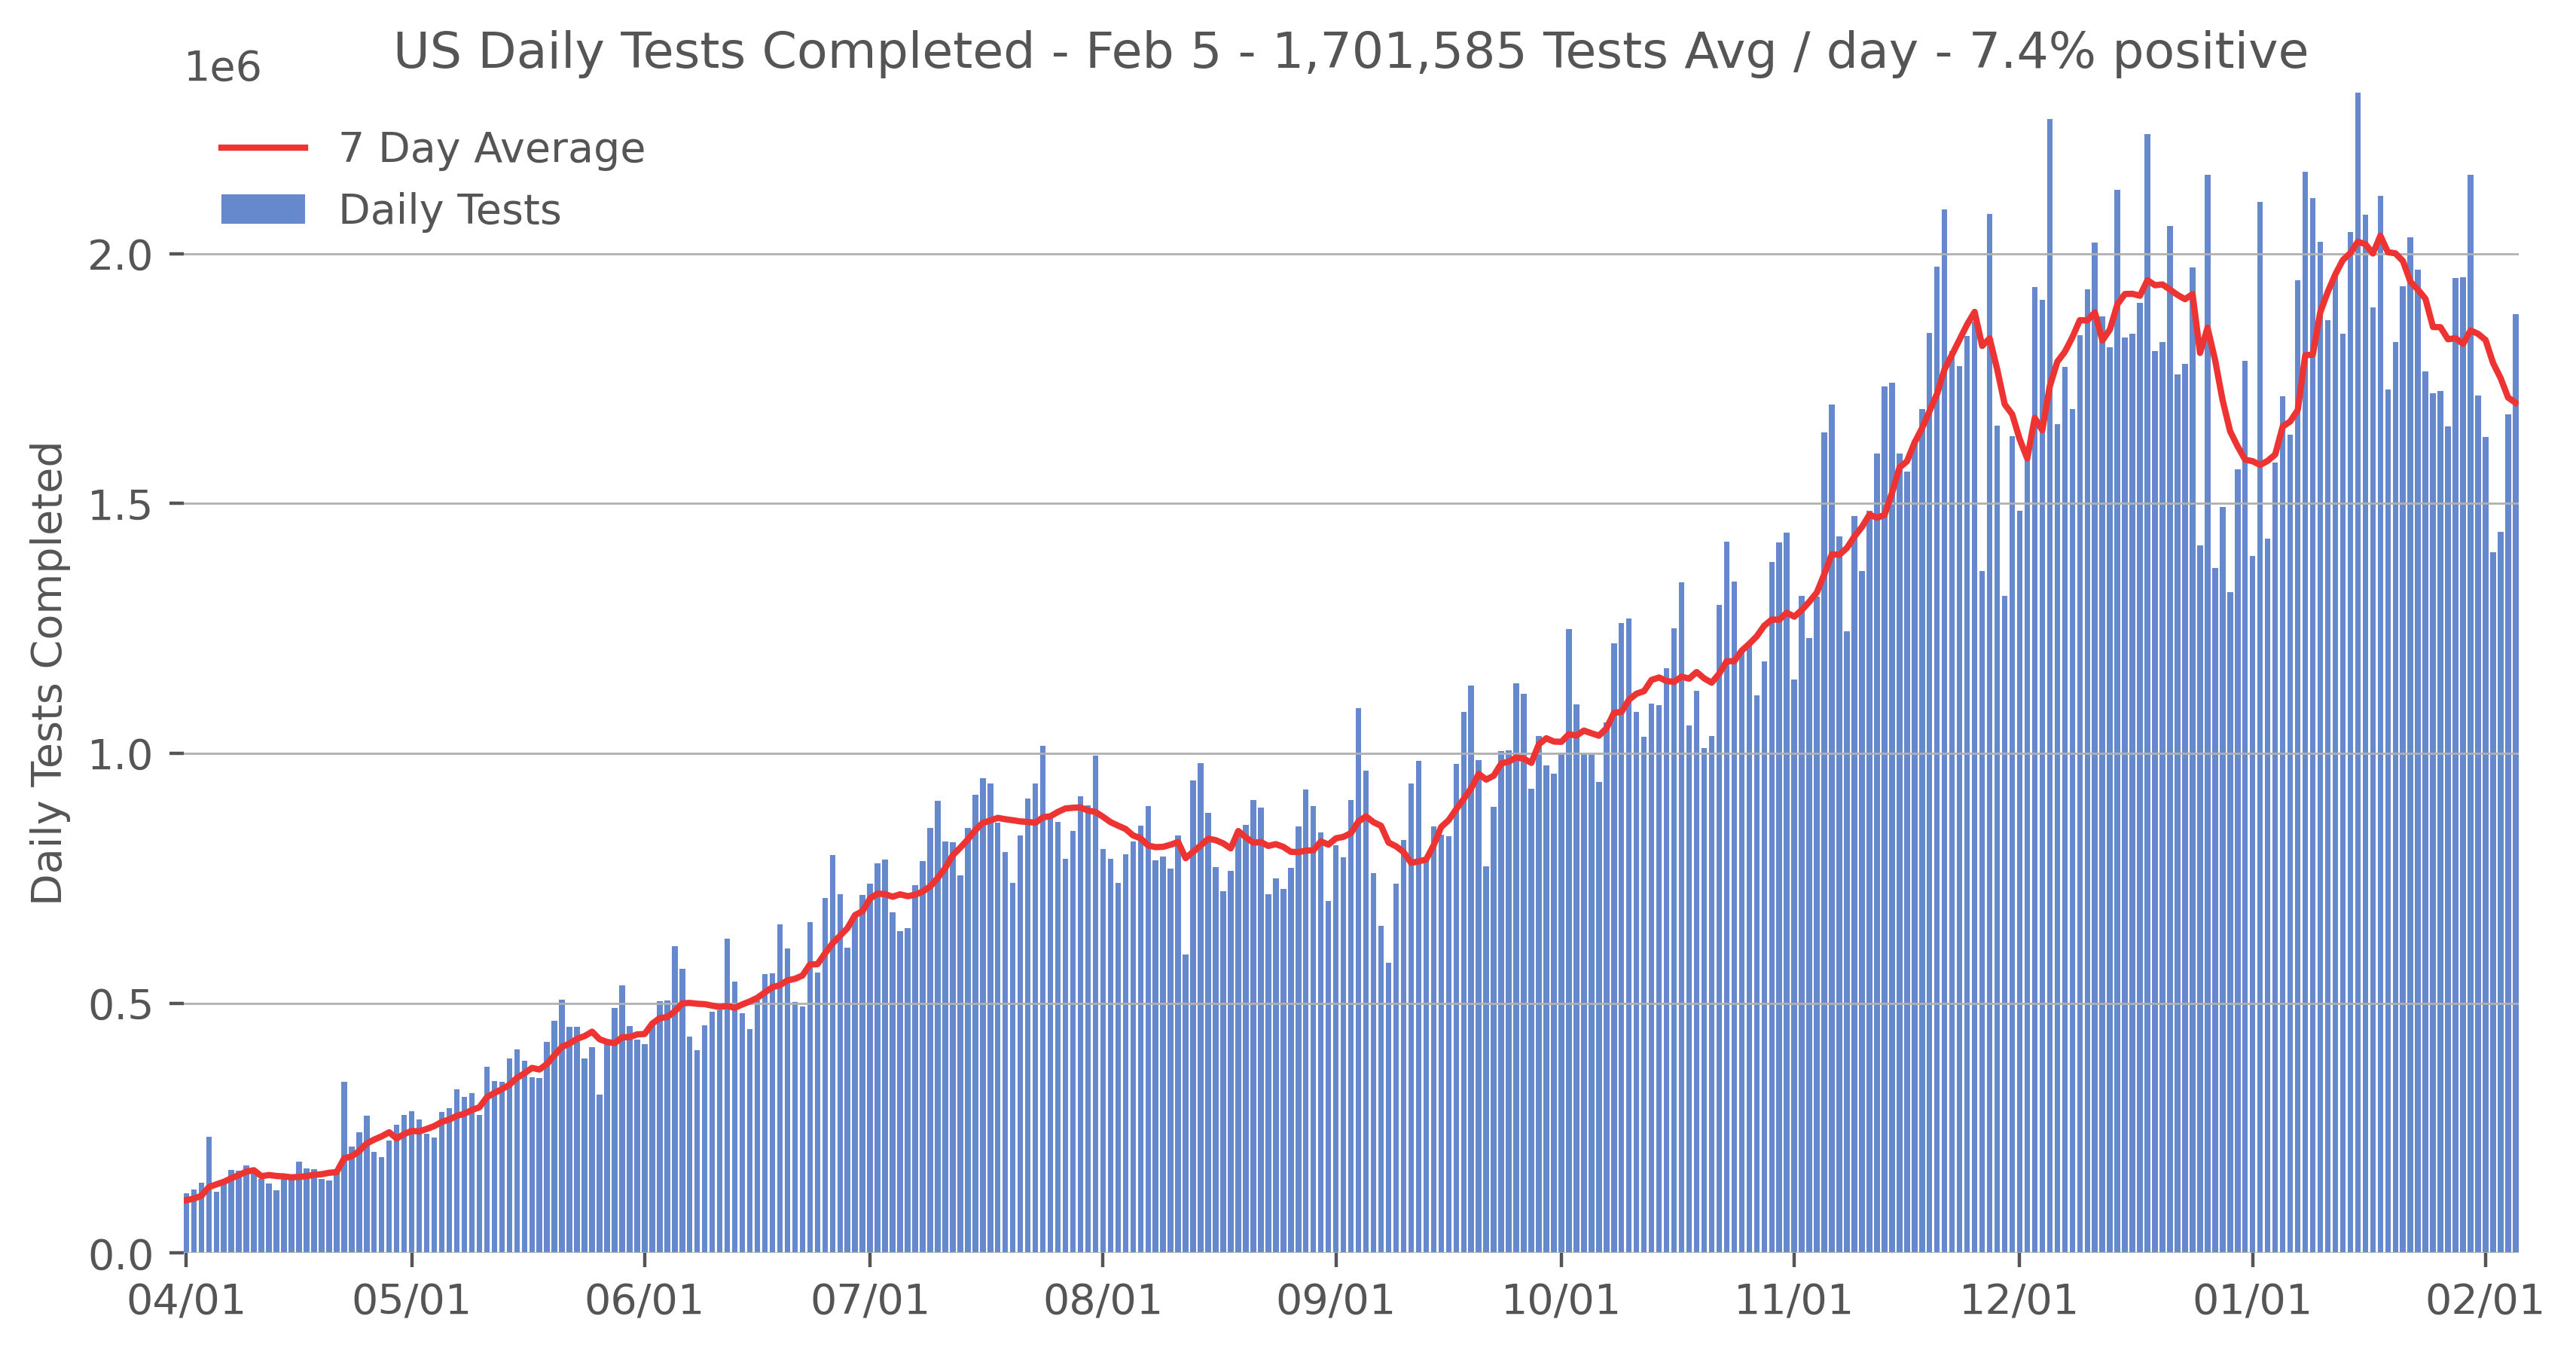 US Daily Tests Completed - Feb 5 - 1,701,585 Tests Avg / day - 7.4% positive
1e6
7 Day Average
Daily Tests
Daily Tests Completed
2.0
1.5
1.0
0.5
0.0
04/01 05/01 06/01 07/01 08/01 09/01 10/01 11/01 12/01 01/01 02/01